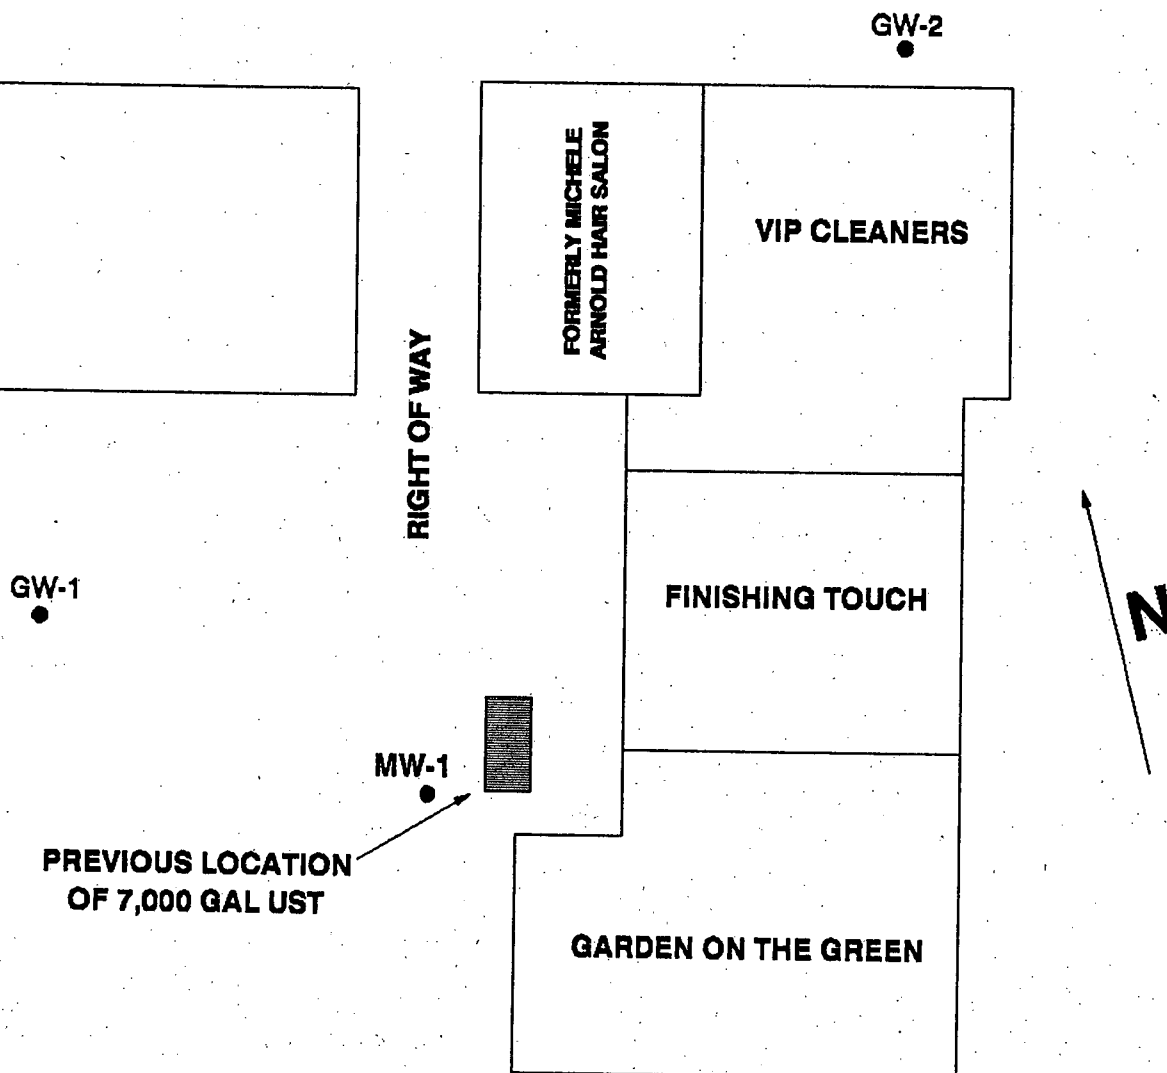 GW-2
FORMERLY MICHELE
ARNOLD HAIR SALON
VIP CLEANERS
RIGHT OF WAY
GW-1
FINISHING TOUCH
N
MW-1
PREVIOUS LOCATION
OF 7,000 GAL UST
GARDEN ON THE GREEN